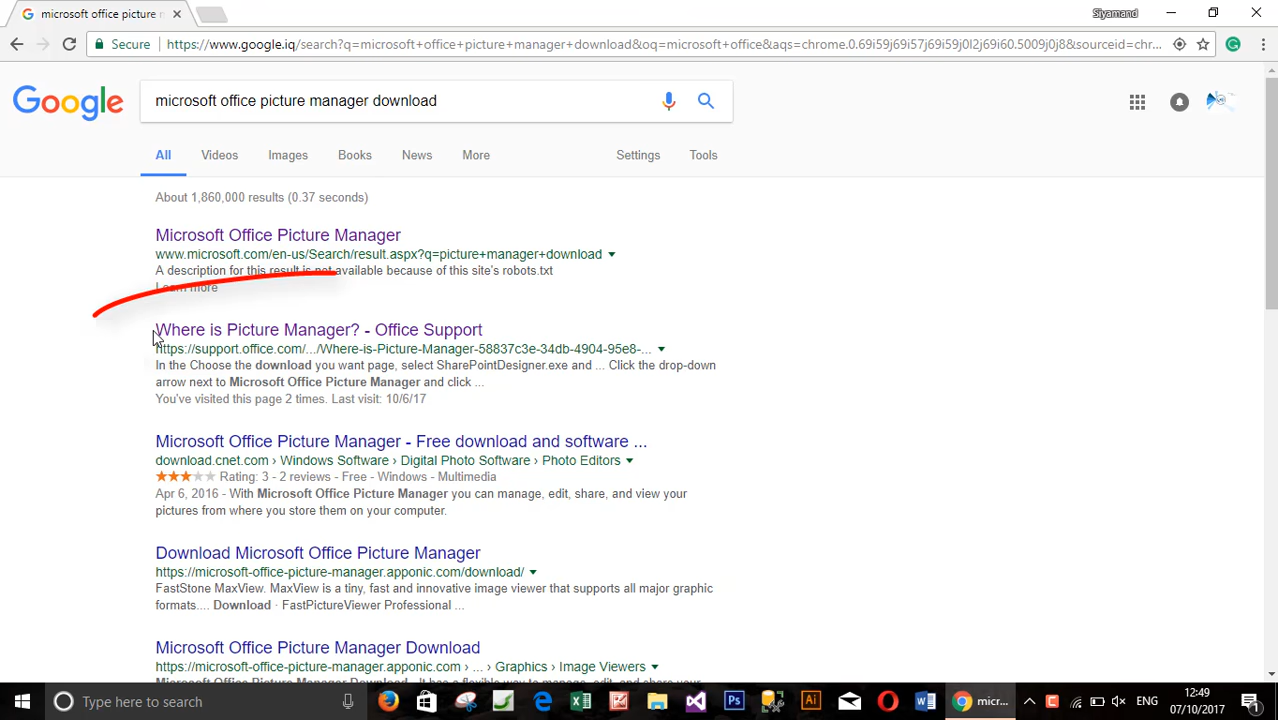 microsoft office picture m
Siyamand
Secure
https://www.google.iq/search?q=microsoft+office+picture+manager+download&oq=microsoft+office&aqs=chrome.0.69i59j69i57j69i59j0l2j69i60.5009j0j8&sourceid=chr...
Google
microsoft office picture manager download
All Videos Images Books News More Settings Tools
About 1,860,000 results (0.37 seconds)
Microsoft Office Picture Manager
www.microsoft.com/en-us/Search/result.aspx?q=picture+manager+download
A description for this result is not available because of this site's robots.txt
Learn more
Where is Picture Manager? - Office Support
https://support.office.com/.../Where-is-Picture-Manager-58837c3e-34db-4904-95e8-...
In the Choose the download you want page, select SharePointDesigner.exe and ... Click the drop-down
arrow next to Microsoft Office Picture Manager and click ...
You've visited this page 2 times. Last visit: 10/6/17
Microsoft Office Picture Manager - Free download and software ...
download.cnet.com › Windows Software › Digital Photo Software › Photo Editors
Rating: 3 - 2 reviews - Free - Windows - Multimedia
Apr 6, 2016 - With Microsoft Office Picture Manager you can manage, edit, share, and view your
pictures from where you store them on your computer.
Download Microsoft Office Picture Manager
https://microsoft-office-picture-manager.apponic.com/download/
FastStone MaxView. MaxView is a tiny, fast and innovative image viewer that supports all major graphic
formats.... Download · FastPictureViewer Professional ...
Microsoft Office Picture Manager Download
https://microsoft-office-picture-manager.apponic.com › ... › Graphics › Image Viewers
Type here to search
micr...
ENG
12:49
07/10/2017